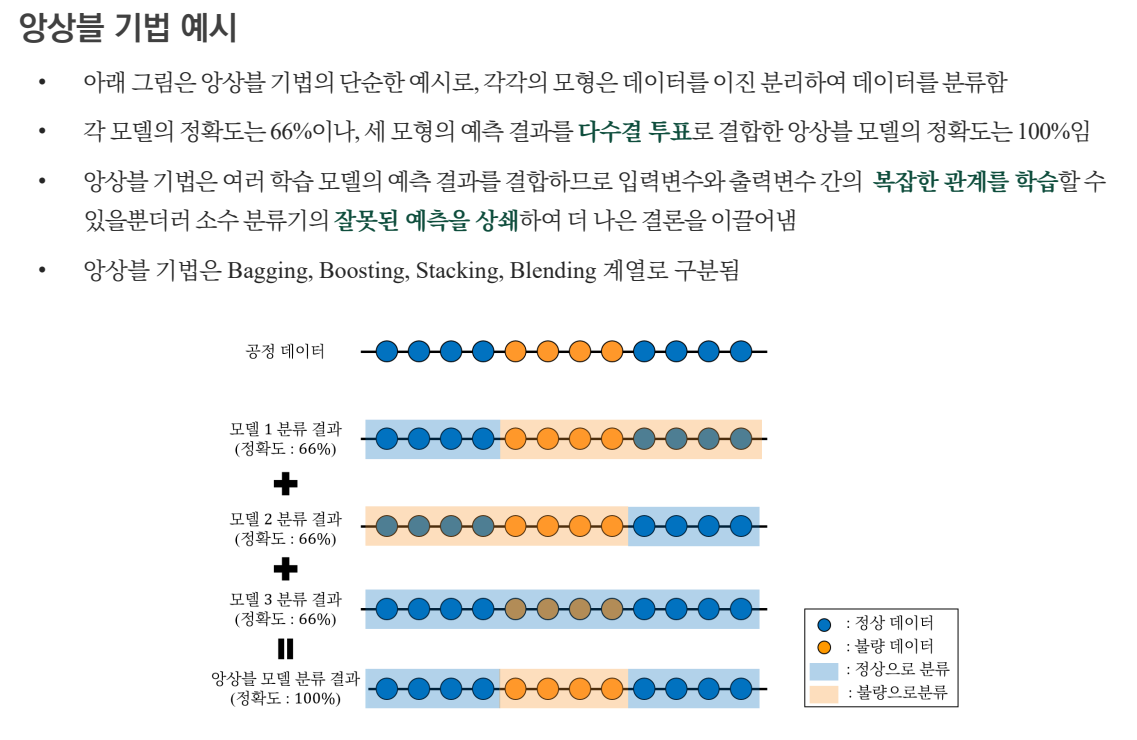 앙상블 기법 예시
• 아래 그림은 앙상블 기법의 단순한 예시로, 각각의 모형은 데이터를 이진 분리하여 데이터를 분류함
• 각 모델의 정확도는 66%이나, 세 모형의 예측 결과를 다수결 투표로 결합한 앙상블 모델의 정확도는 100%임
• 앙상블 기법은 여러 학습 모델의 예측 결과를 결합하므로 입력변수와 출력변수 간의 복잡한 관계를 학습할 수
있을뿐더러 소수 분류기의 잘못된 예측을 상쇄하여 더 나은 결론을 이끌어냄
• 앙상블 기법은 Bagging, Boosting, Stacking, Blending 계열로 구분됨
공정 데이터
모델 1 분류 결과
(정확도 : 66%)
모델 2 분류 결과
(정확도 : 66%)
모델 3 분류 결과
(정확도 : 66%)
앙상블 모델 분류 결과
(정확도 : 100%)
: 정상 데이터
: 불량 데이터
: 정상으로 분류
: 불량으로분류